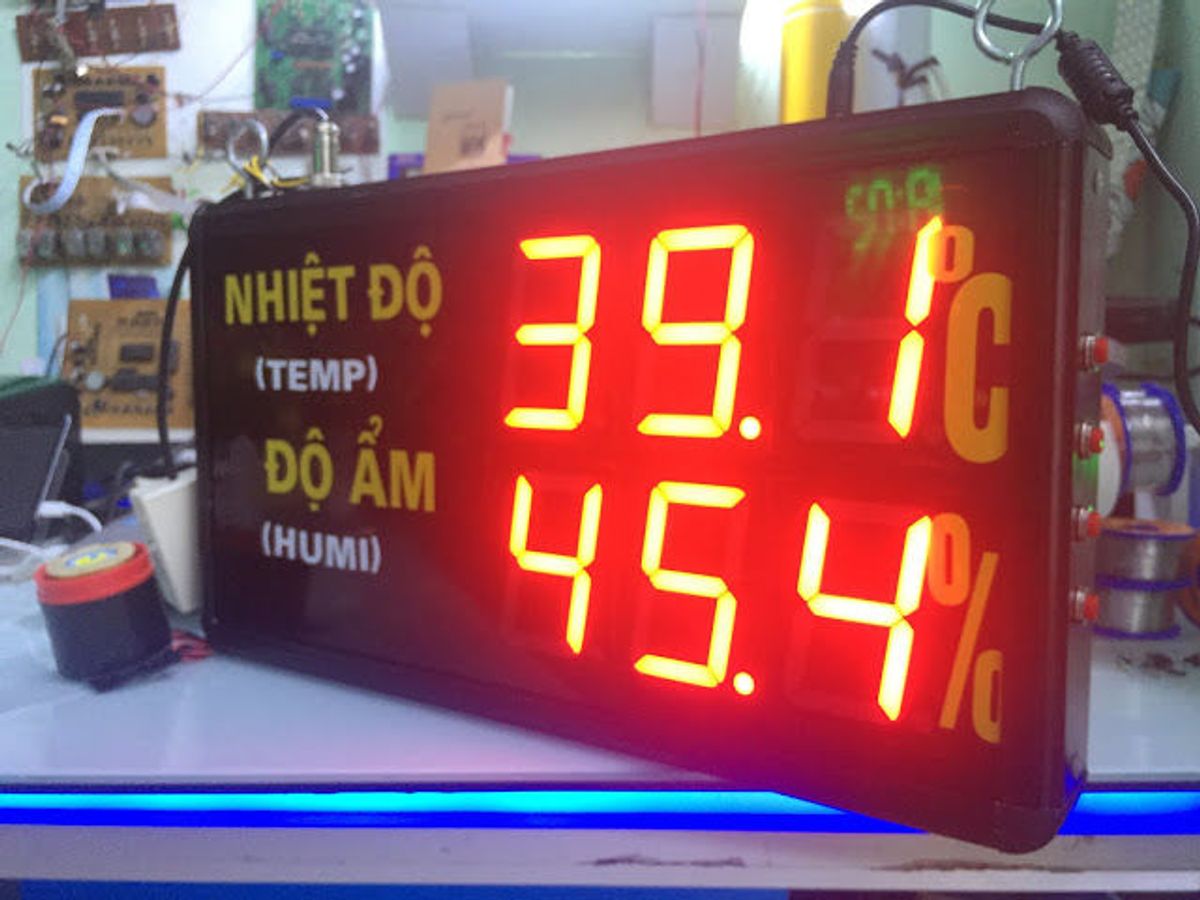 NHIỆT ĐỘ
(TEMP)
39.1 °C
ĐỘ ẨM
(HUMI)
45.4 %